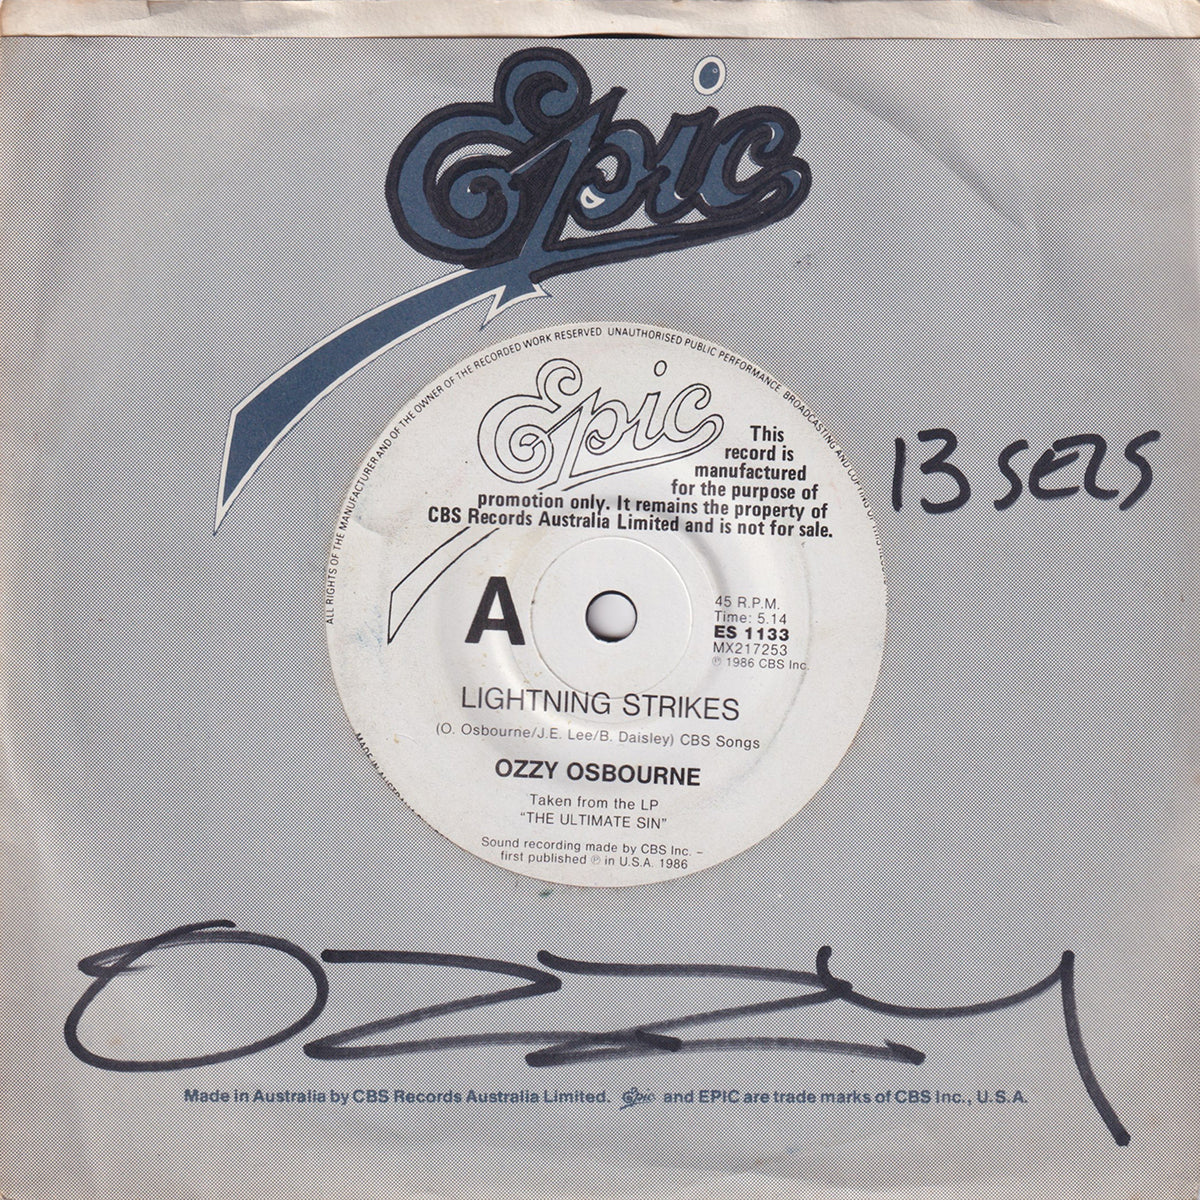 Epic
ALL RIGHTS OF THE MANUFACTURER AND OF THE OWNER OF THE RECORDED WORK RESERVED UNAUTHORISED PUBLIC PERFORMANCE BROADCASTING AND COPYING OF THIS RECORD
Epic
This
record is
manufactured
for the purpose of
promotion only. It remains the property of
CBS Records Australia Limited and is not for sale.
13 SECS
A
45 R.P.M.
Time: 5.14
ES 1133
MX217253
℗ 1986 CBS Inc.
LIGHTNING STRIKES
(O. Osbourne/J.E. Lee/B. Daisley) CBS Songs
OZZY OSBOURNE
Taken from the LP
"THE ULTIMATE SIN"
Sound recording made by CBS Inc. –
first published ℗ in U.S.A. 1986
MADE IN AUSTRALIA
OZZY
Made in Australia by CBS Records Australia Limited. Epic and EPIC are trade marks of CBS Inc., U.S.A.